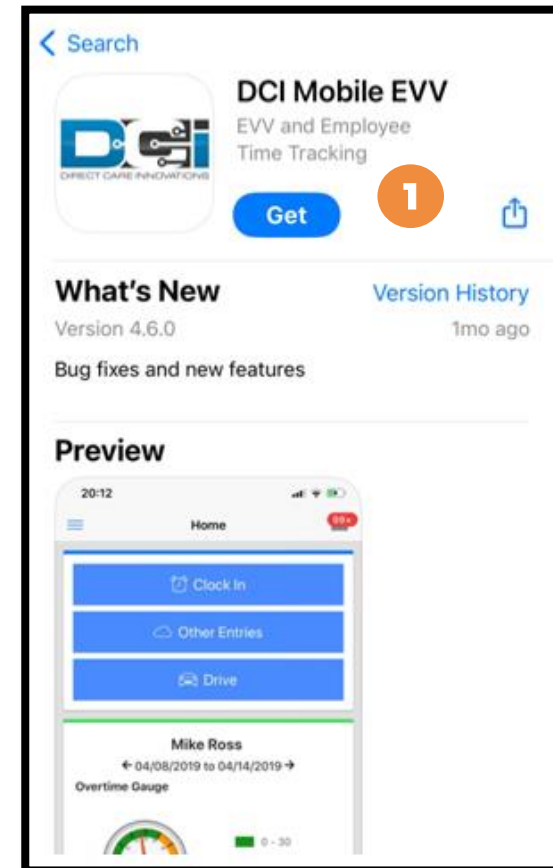 Search
DCI Mobile EVV
EVV and Employee
Time Tracking
DCI
DIRECT CARE INNOVATIONS
Get
1
What's New
Version History
Version 4.6.0
1mo ago
Bug fixes and new features
Preview
20:12
Home
99+
Clock In
Other Entries
Drive
Mike Ross
← 04/08/2019 to 04/14/2019 →
Overtime Gauge
0 - 30